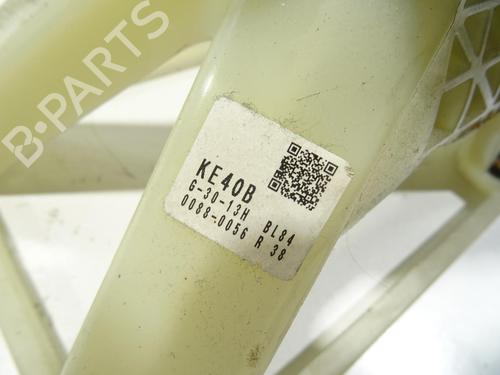 B-PARTS
KE40B
G-30-13H BL84
0088-0056 R 38